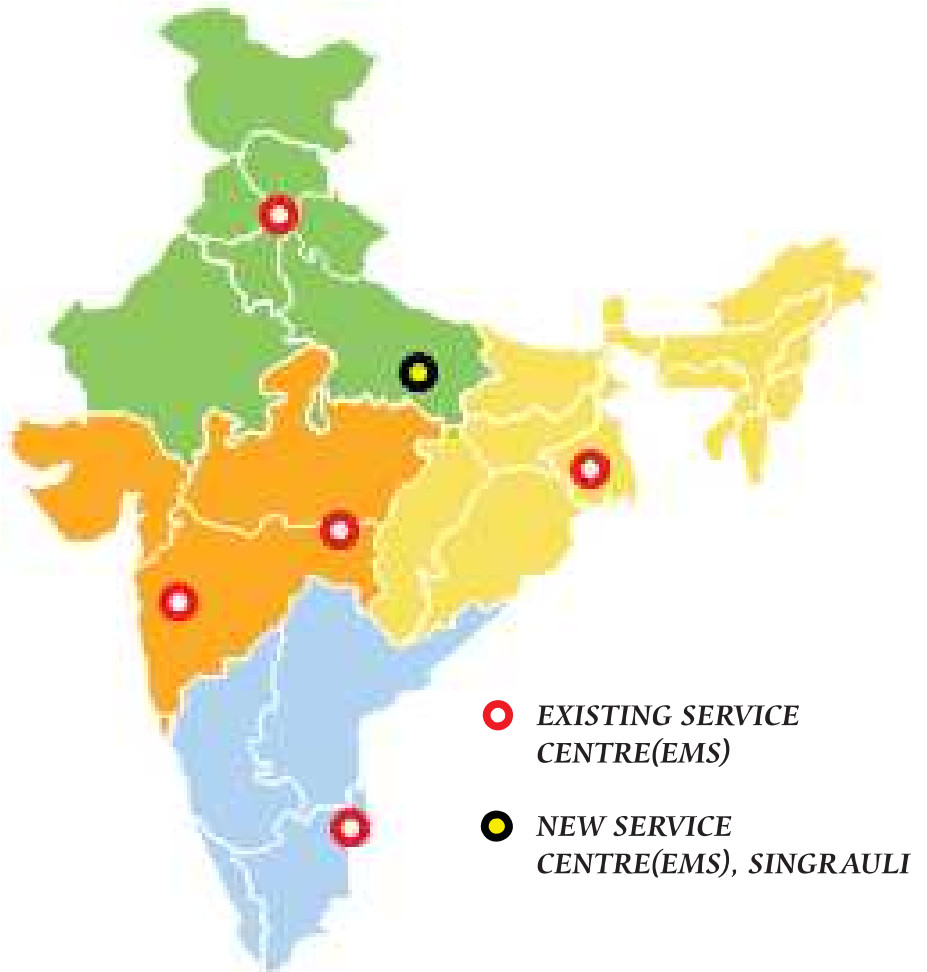 EXISTING SERVICE
CENTRE(EMS)
NEW SERVICE
CENTRE(EMS), SINGRAULI